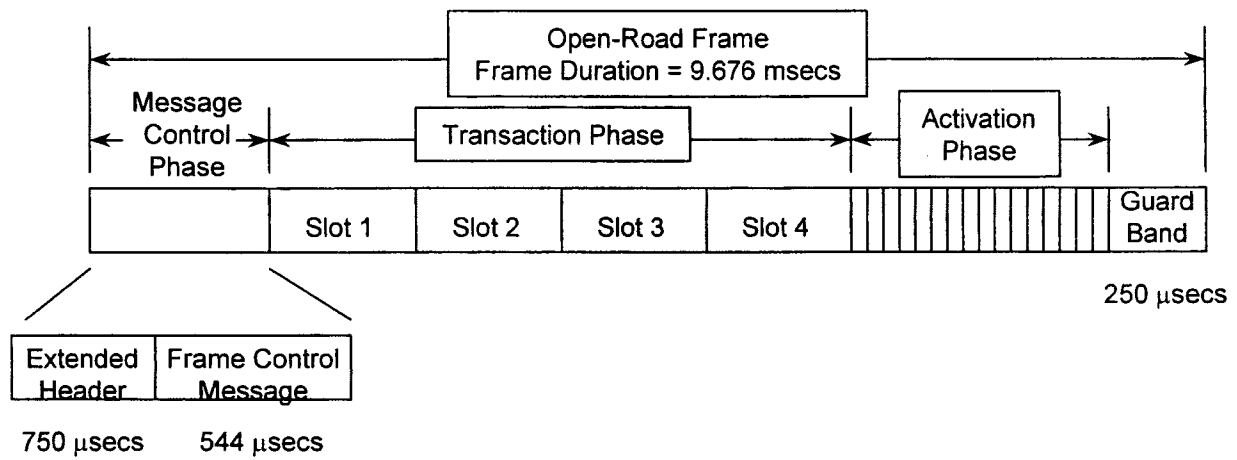 Open-Road Frame
Frame Duration = 9.676 msecs
Message
Control
Phase
Transaction Phase
Activation
Phase
Slot 1
Slot 2
Slot 3
Slot 4
Guard
Band
250 μsecs
Extended
Header
Frame Control
Message
750 μsecs
544 μsecs